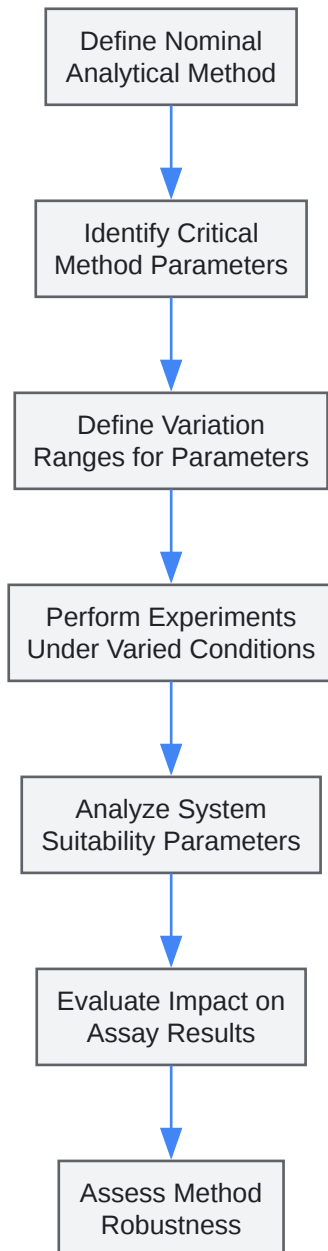 Define Nominal
Analytical Method
Identify Critical
Method Parameters
Define Variation
Ranges for Parameters
Perform Experiments
Under Varied Conditions
Analyze System
Suitability Parameters
Evaluate Impact on
Assay Results
Assess Method
Robustness